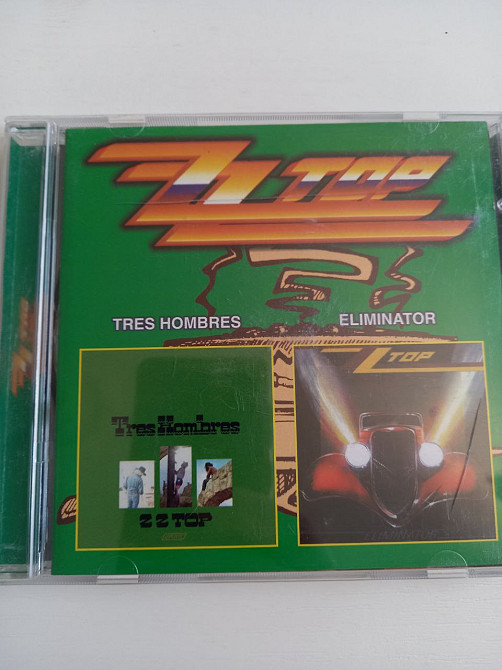 ZZ TOP
TRES HOMBRES
ELIMINATOR
ZZ TOP
Tres Hombres
ZZ TOP